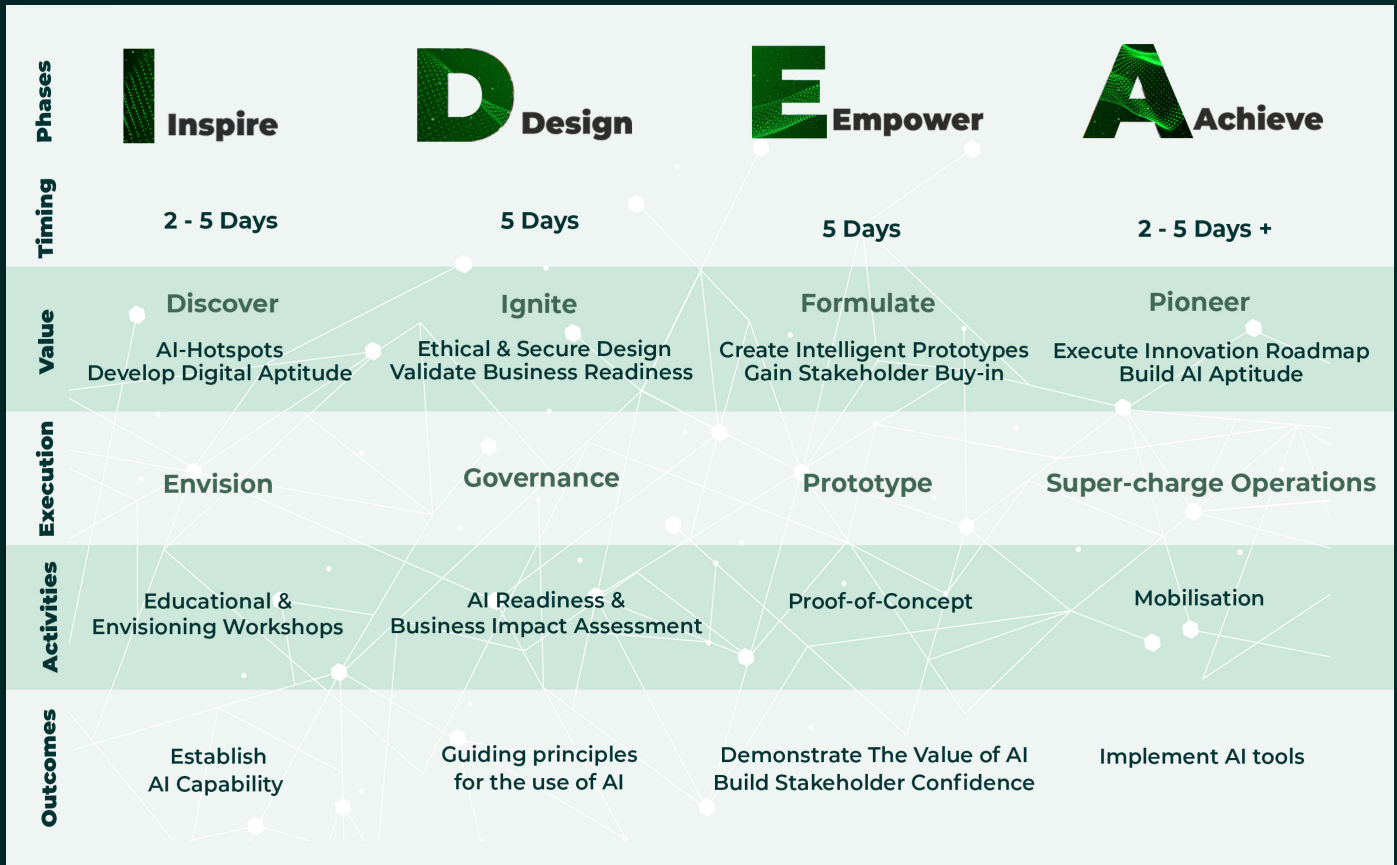 Phases
I Inspire
D Design
E Empower
A Achieve
Timing
2 - 5 Days
5 Days
5 Days
2 - 5 Days +
Value
Discover
AI-Hotspots
Develop Digital Aptitude
Ignite
Ethical & Secure Design
Validate Business Readiness
Formulate
Create Intelligent Prototypes
Gain Stakeholder Buy-in
Pioneer
Execute Innovation Roadmap
Build AI Aptitude
Execution
Envision
Governance
Prototype
Super-charge Operations
Activities
Educational &
Envisioning Workshops
AI Readiness &
Business Impact Assessment
Proof-of-Concept
Mobilisation
Outcomes
Establish
AI Capability
Guiding principles
for the use of AI
Demonstrate The Value of AI
Build Stakeholder Confidence
Implement AI tools